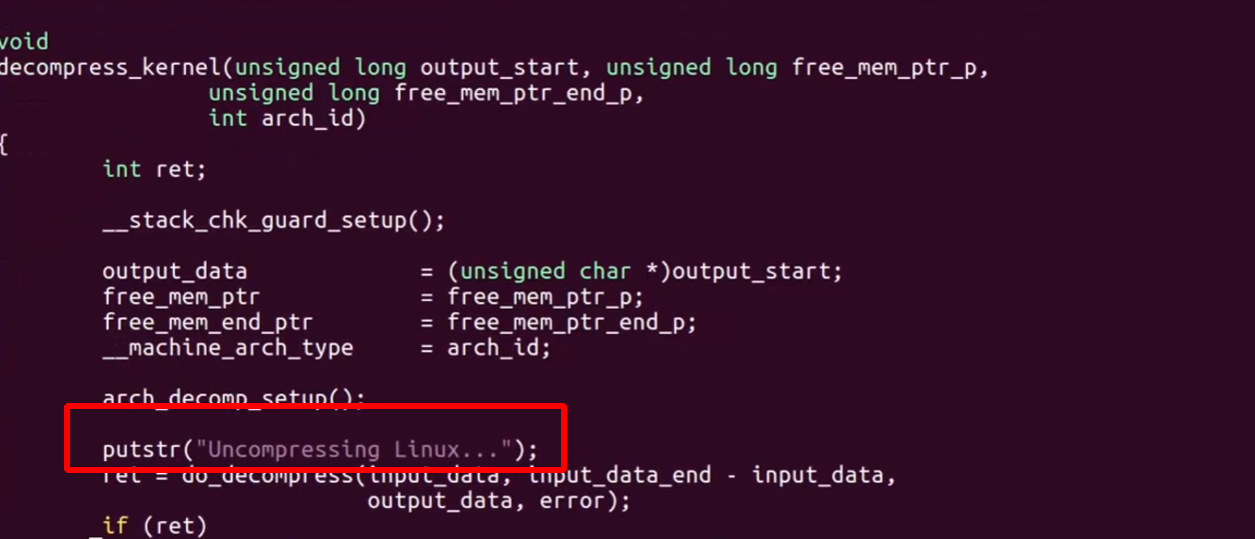 void
decompress_kernel(unsigned long output_start, unsigned long free_mem_ptr_p,
unsigned long free_mem_ptr_end_p,
int arch_id)
{
int ret;
__stack_chk_guard_setup();
output_data = (unsigned char *)output_start;
free_mem_ptr = free_mem_ptr_p;
free_mem_end_ptr = free_mem_ptr_end_p;
__machine_arch_type = arch_id;
arch_decomp_setup();
putstr("Uncompressing Linux...");
ret = do_decompress(input_data, input_data_end - input_data,
output_data, error);
if (ret)